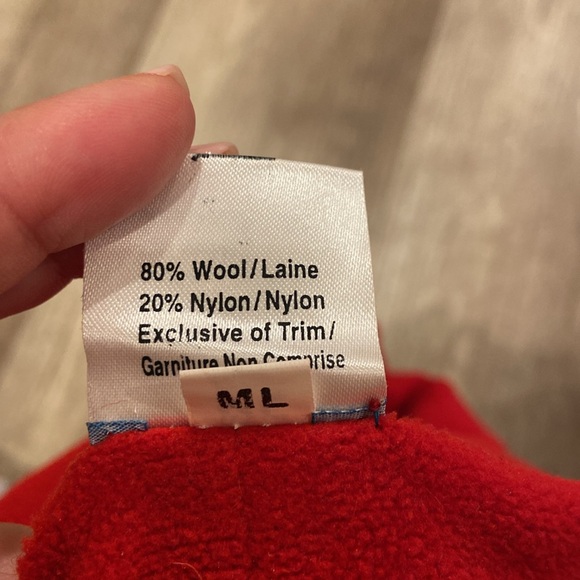 80% Wool/Laine
20% Nylon/Nylon
Exclusive of Trim/
Garniture Non Comprise
ML